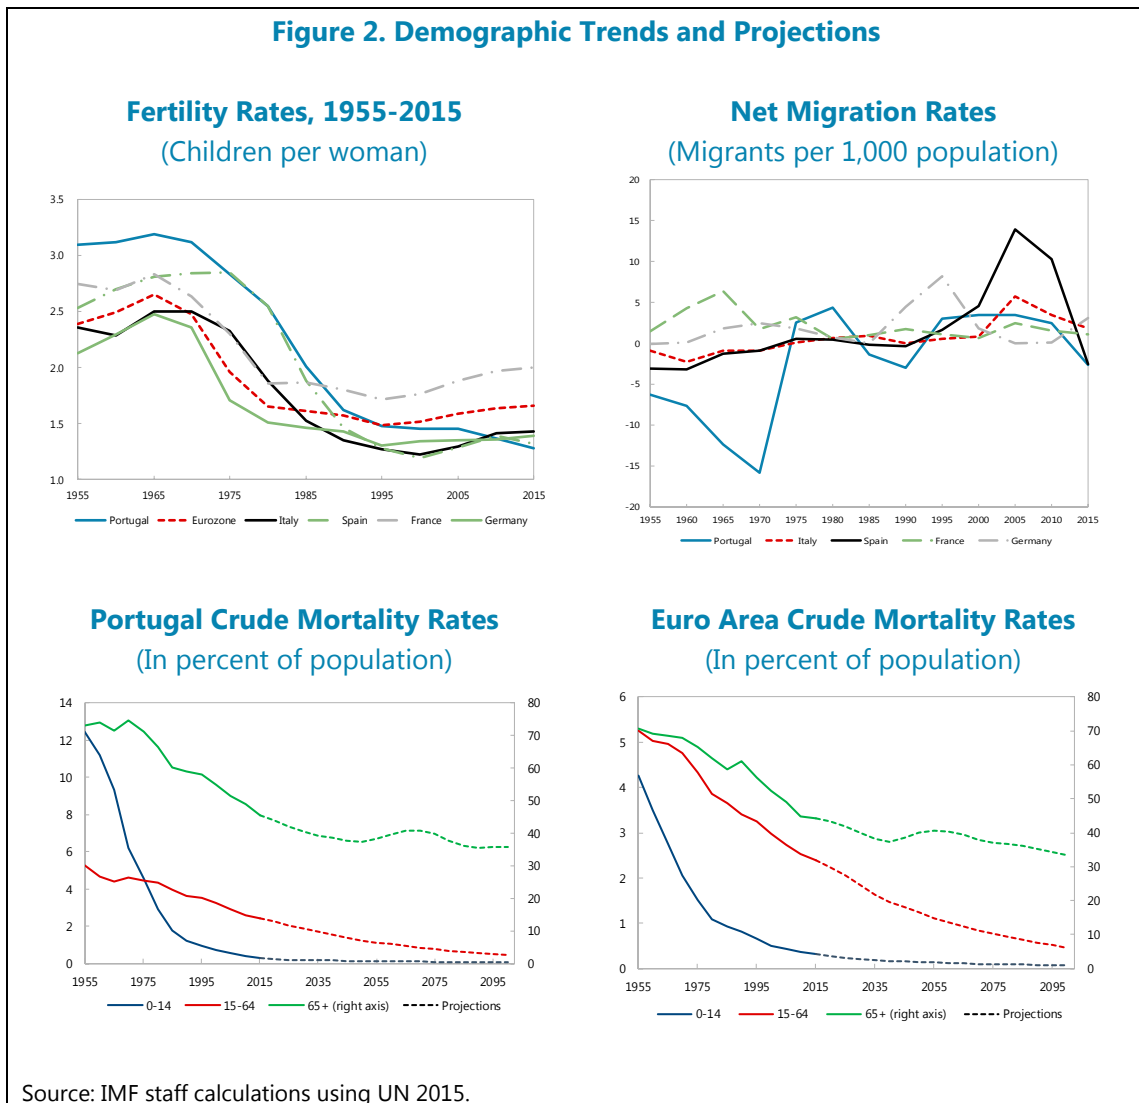 Figure 2. Demographic Trends and Projections
Fertility Rates, 1955-2015
(Children per woman)
3.5
3.0
2.5
2.0
1.5
1.0
1955 1965 1975 1985 1995 2005 2015
Portugal Eurozone Italy Spain France Germany
Net Migration Rates
(Migrants per 1,000 population)
20
15
10
5
0
-5
-10
-15
-20
1955 1960 1965 1970 1975 1980 1985 1990 1995 2000 2005 2010 2015
Portugal Italy Spain France Germany
Portugal Crude Mortality Rates
(In percent of population)
14 80
12 70
10 60
8 50
6 40
4 30
2 20
0 10
0
1955 1975 1995 2015 2035 2055 2075 2095
0-14 15-64 65+ (right axis) Projections
Euro Area Crude Mortality Rates
(In percent of population)
6 80
5 70
4 60
3 50
2 40
1 30
0 20
10
0
1955 1975 1995 2015 2035 2055 2075 2095
0-14 15-64 65+ (right axis) Projections
Source: IMF staff calculations using UN 2015.